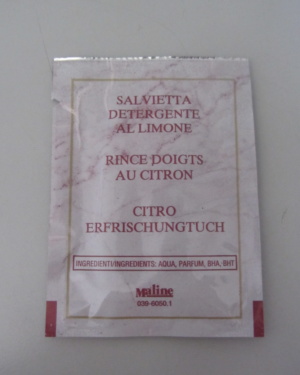 SALVIETTA
DETERGENTE
AL LIMONE
RINCE DOIGTS
AU CITRON
CITRO
ERFRISCHUNGTUCH
INGREDIENTI/INGREDIENTS: AQUA, PARFUM, BHA, BHT
Maline
039-6050.1